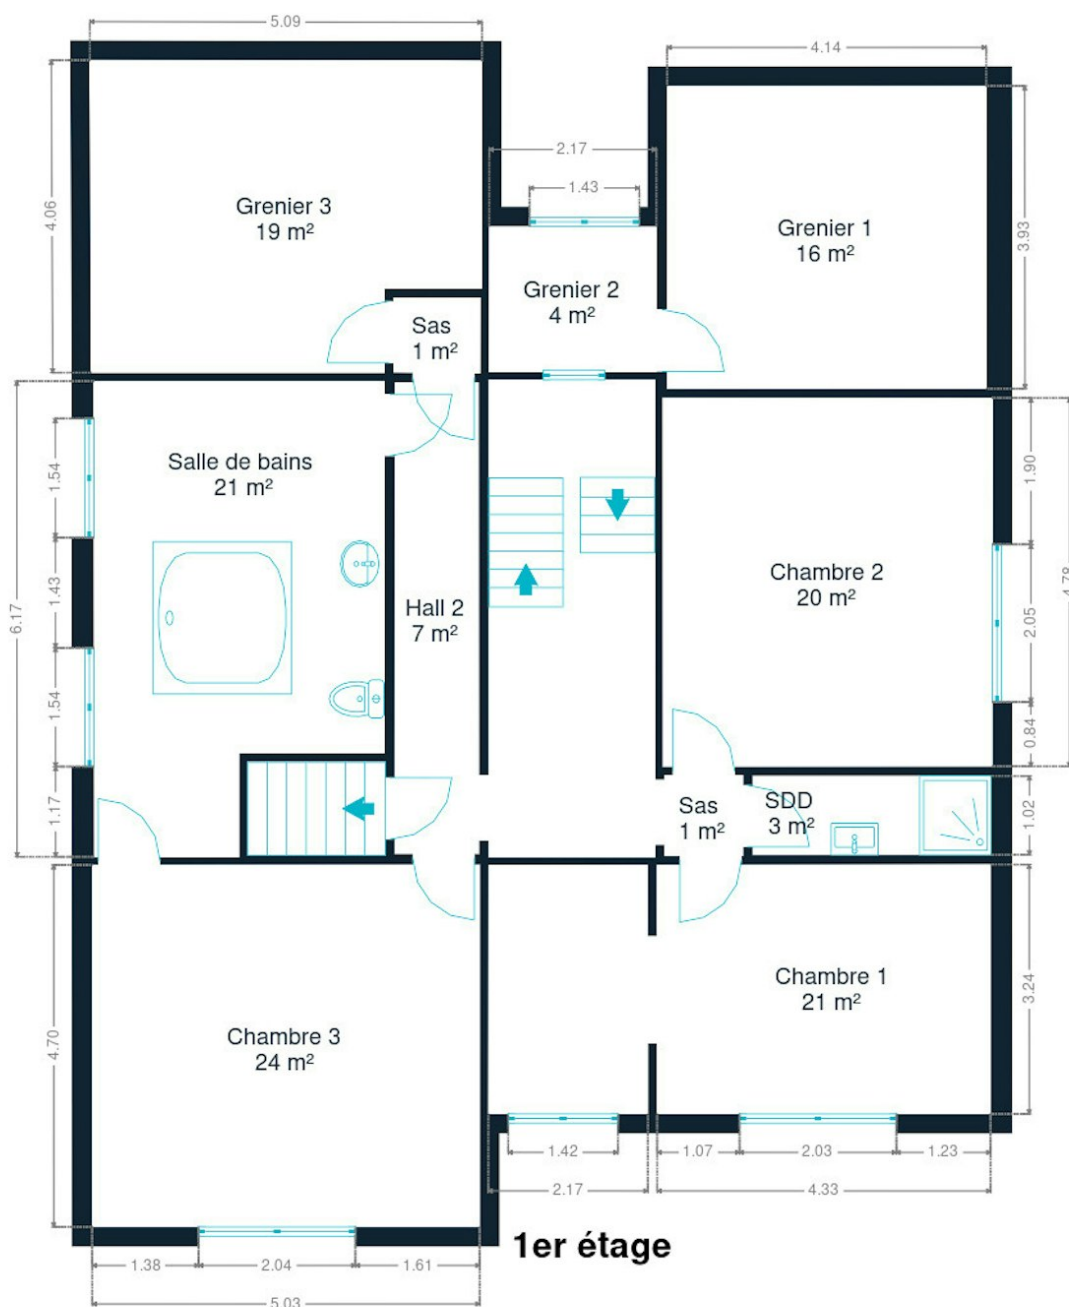 5.09
4.14
2.17
1.43
4.06
3.93
Grenier 3
19 m²
Grenier 1
16 m²
Grenier 2
4 m²
Sas
1 m²
Salle de bains
21 m²
1.54
1.43
1.54
1.17
6.17
Hall 2
7 m²
Chambre 2
20 m²
1.90
2.05
0.84
4.78
Sas
1 m²
SDD
3 m²
1.02
Chambre 1
21 m²
3.24
Chambre 3
24 m²
4.70
1.42
1.07
2.03
1.23
2.17
4.33
1er étage
1.38
2.04
1.61
5.03